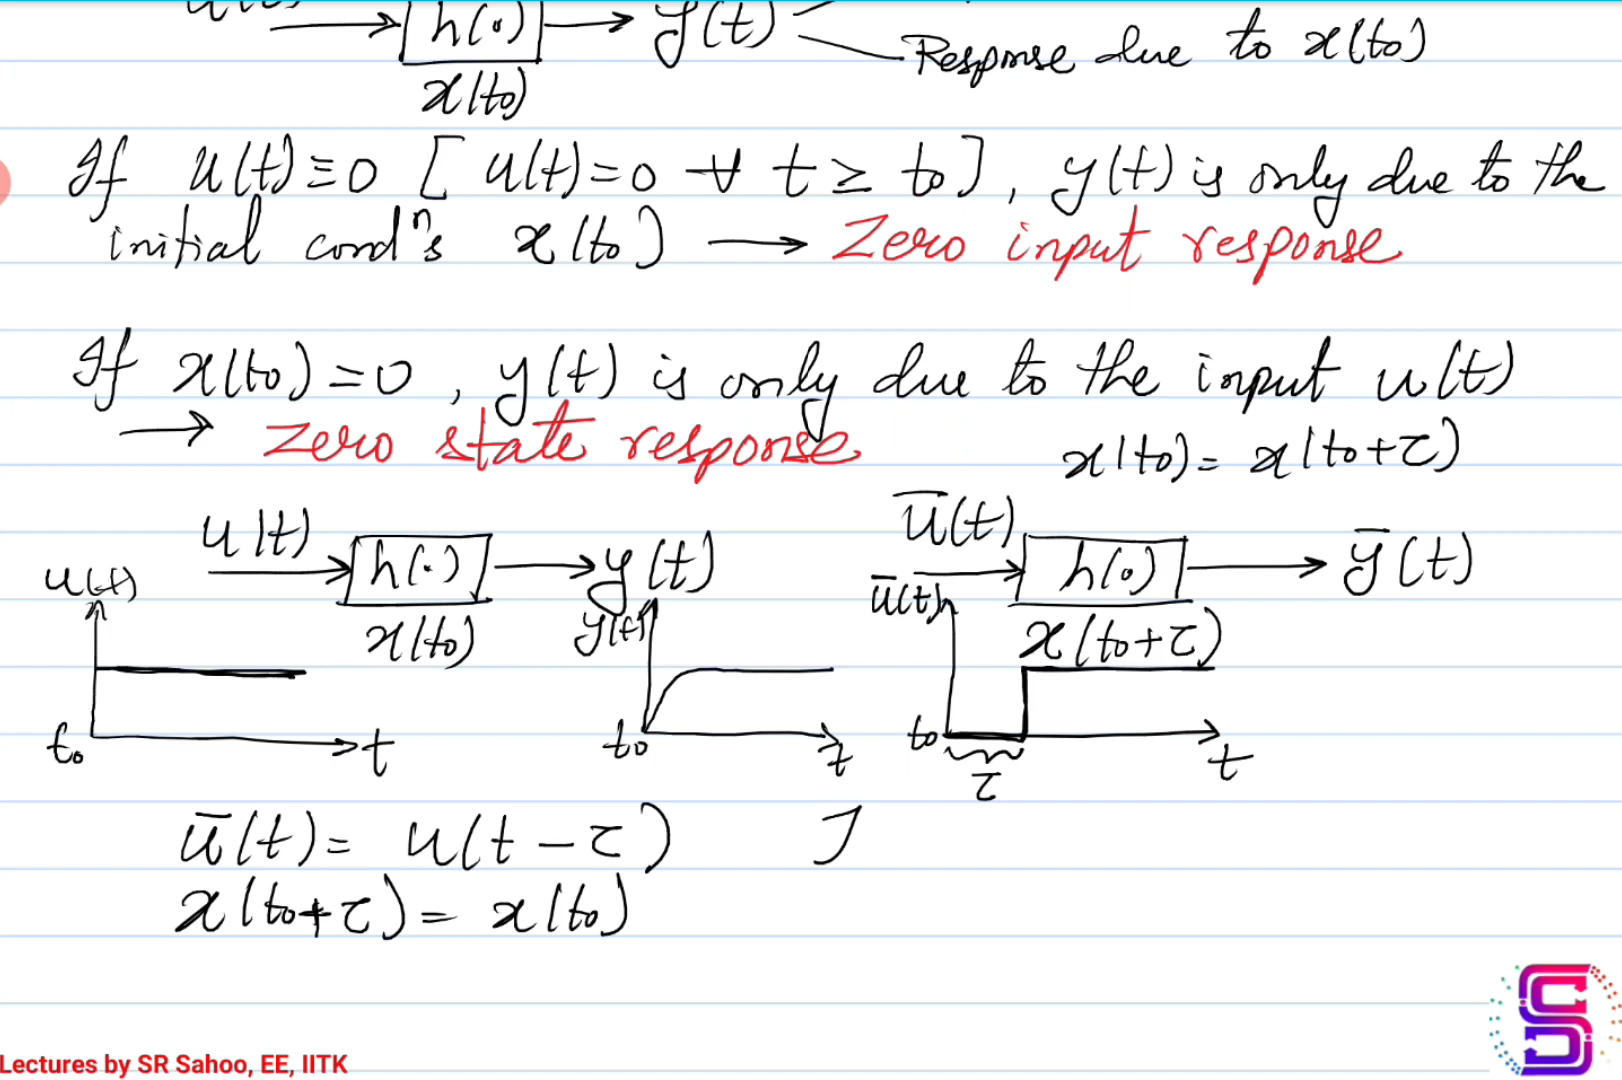 h(·) y(t)
x(t₀)
Response due to x(t₀)
If u(t)≡0 [u(t)=0 ∀ t ≥ t₀], y(t) is only due to the
initial condⁿs x(t₀) → Zero input response
If x(t₀)=0, y(t) is only due to the input u(t)
→ Zero state response
x(t₀)= x(t₀+τ)
u(t) h(·) y(t)
x(t₀)
ū(t) h(·) ȳ(t)
x(t₀+τ)
u(t)
t₀ t
y(t)
t₀ t
ū(t)
t₀ τ t
ū(t)= u(t-τ)
x(t₀+τ)= x(t₀)
Lectures by SR Sahoo, EE, IITK